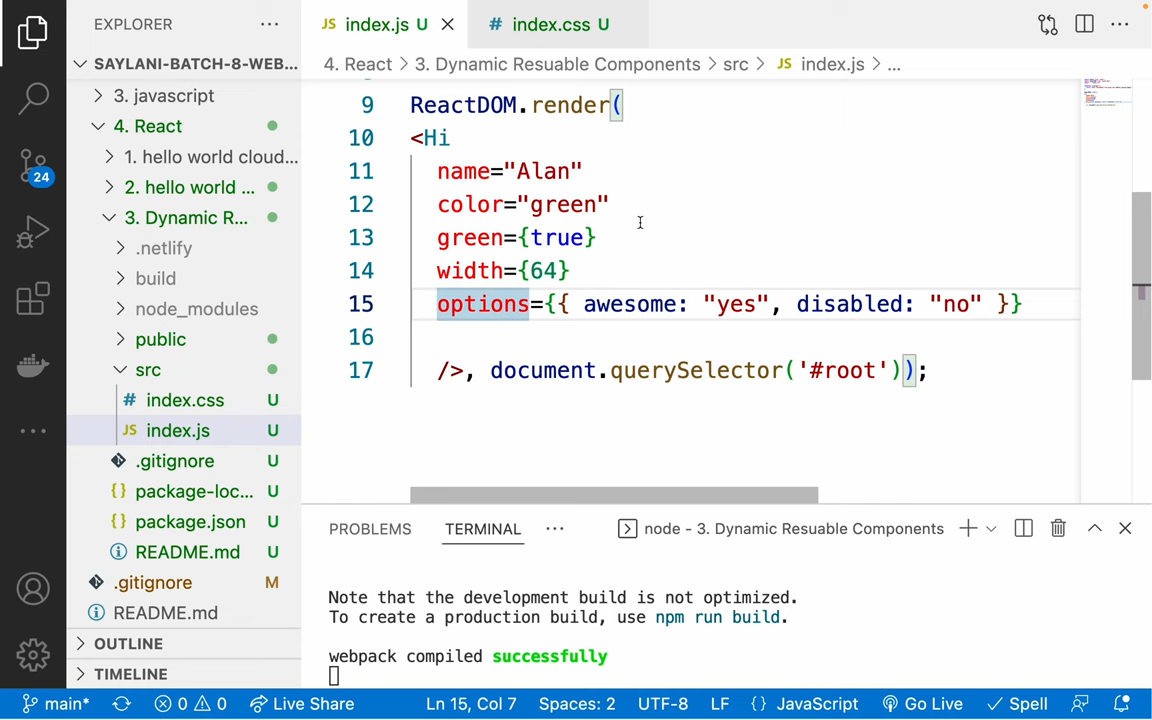 EXPLORER
SAYLANI-BATCH-8-WEB...
3. javascript
4. React
1. hello world cloud...
2. hello world ...
3. Dynamic R...
.netlify
build
node_modules
public
src
# index.css U
JS index.js U
.gitignore U
{} package-loc... U
{} package.json U
README.md U
.gitignore M
README.md
OUTLINE
TIMELINE
24
JS index.js U
# index.css U
4. React > 3. Dynamic Resuable Components > src > JS index.js > ...
9 ReactDOM.render(
10 <Hi
11 name="Alan"
12 color="green"
13 green={true}
14 width={64}
15 options={{ awesome: "yes", disabled: "no" }}
16
17 />, document.querySelector('#root'));
PROBLEMS TERMINAL ... node - 3. Dynamic Resuable Components
Note that the development build is not optimized.
To create a production build, use npm run build.
webpack compiled successfully
main* 0 0 Live Share Ln 15, Col 7 Spaces: 2 UTF-8 LF {} JavaScript Go Live Spell